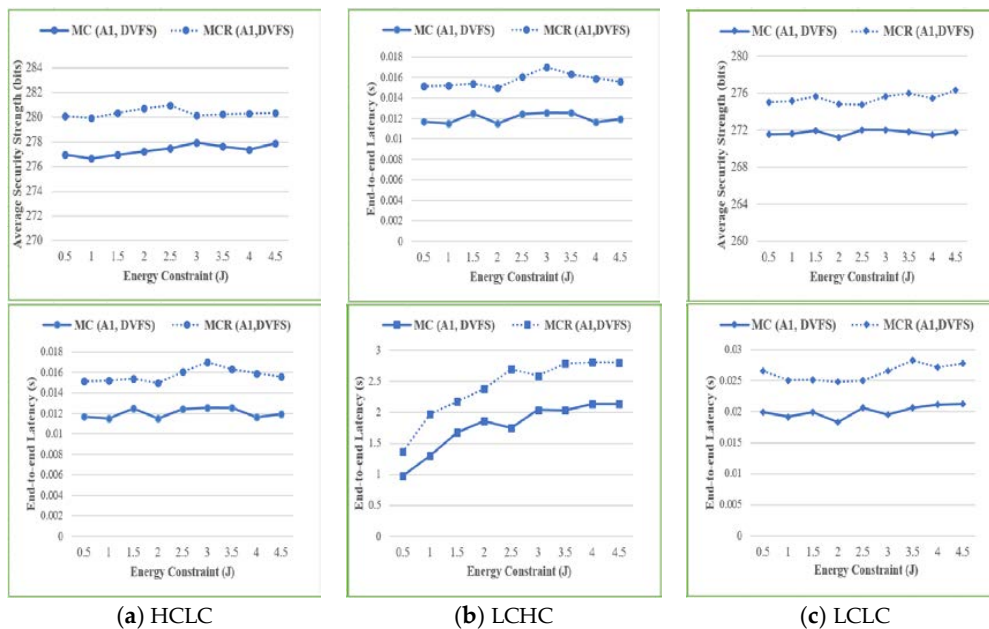 MC (A1, DVFS) MCR (A1,DVFS)
Average Security Strength (bits)
284
282
280
278
276
274
272
270
0.5 1 1.5 2 2.5 3 3.5 4 4.5
Energy Constraint (J)
MC (A1, DVFS) MCR (A1,DVFS)
End-to-end Latency (s)
0.018
0.016
0.014
0.012
0.01
0.008
0.006
0.004
0.002
0
0.5 1 1.5 2 2.5 3 3.5 4 4.5
Energy Constraint (J)
MC (A1, DVFS) MCR (A1,DVFS)
Average Security Strength (bits)
280
276
272
268
264
260
0.5 1 1.5 2 2.5 3 3.5 4 4.5
Energy Constraint (J)
MC (A1, DVFS) MCR (A1,DVFS)
End-to-end Latency (s)
0.018
0.016
0.014
0.012
0.01
0.008
0.006
0.004
0.002
0
0.5 1 1.5 2 2.5 3 3.5 4 4.5
Energy Constraint (J)
MC (A1, DVFS) MCR (A1,DVFS)
End-to-end Latency (s)
3
2.5
2
1.5
1
0.5
0
0.5 1 1.5 2 2.5 3 3.5 4 4.5
Energy Constraint (J)
MC (A1, DVFS) MCR (A1,DVFS)
End-to-end Latency (s)
0.03
0.025
0.02
0.015
0.01
0.005
0
0.5 1 1.5 2 2.5 3 3.5 4 4.5
Energy Constraint (J)
(a) HCLC
(b) LCHC
(c) LCLC